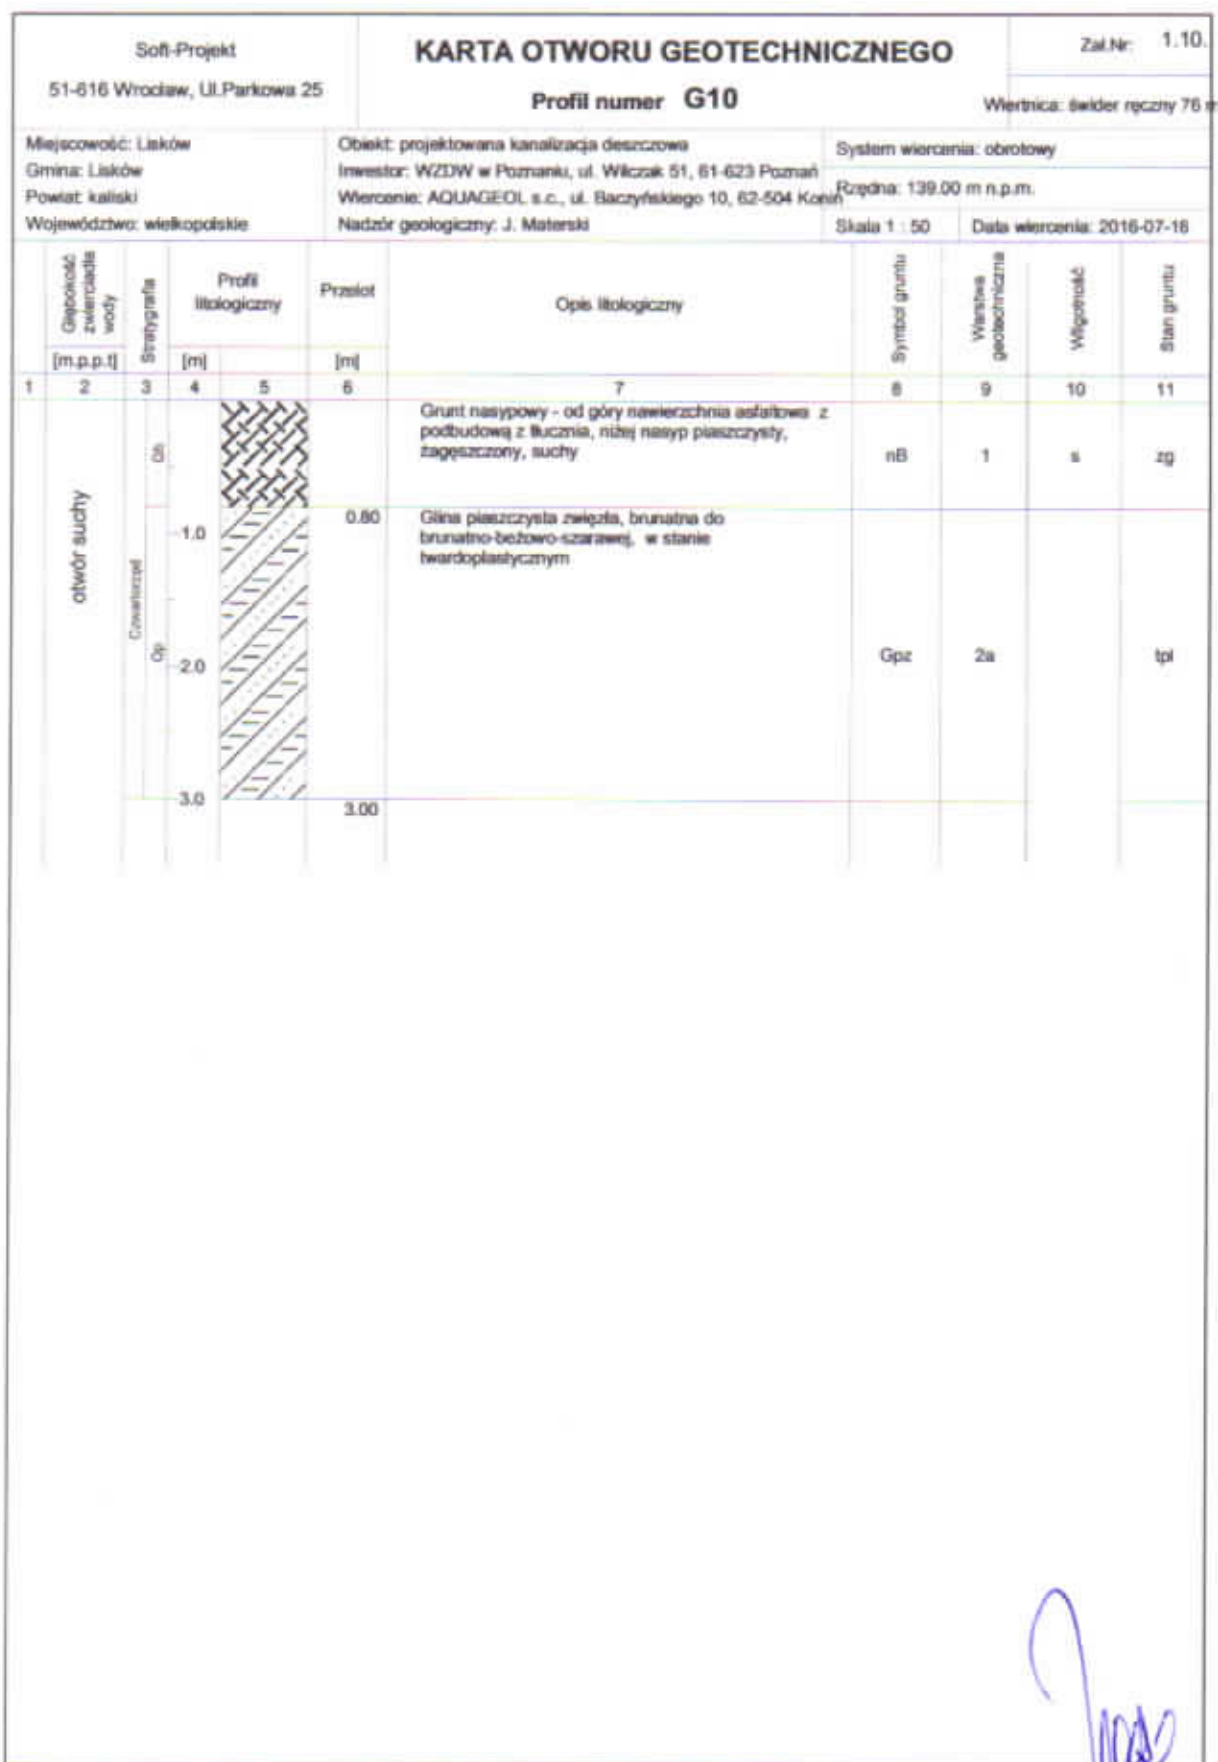 Soft-Projekt
51-616 Wrocław, Ul.Parkowa 25
KARTA OTWORU GEOTECHNICZNEGO
Profil numer G10
Zał.Nr: 1.10.
Wiertnica: świder ręczny 76
Miejscowość: Lisków
Gmina: Lisków
Powiat: kaliski
Województwo: wielkopolskie
Obiekt: projektowana kanalizacja deszczowa
Inwestor: WZDW w Poznaniu, ul. Wilczak 51, 61-623 Poznań
Wiercenie: AQUAGEOL s.c., ul. Baczyńskiego 10, 62-504 Konin
Nadzór geologiczny: J. Materski
System wiercenia: obrotowy
Rzędna: 139.00 m n.p.m.
Skala 1 : 50
Data wiercenia: 2016-07-16
Głębokość
zwierciadła
wody
[m.p.p.t]
Stratygrafia
Profil
litologiczny
[m]
Przelot
[m]
Opis litologiczny
Symbol gruntu
Warstwa
geotechniczna
Wilgotność
Stan gruntu
1 2 3 4 5 6 7 8 9 10 11
otwór suchy
Czwartorzęd
Qh
Qp
1.0
2.0
3.0
Grunt nasypowy - od góry nawierzchnia asfaltowa z
podbudową z tłucznia, niżej nasyp piaszczysty,
zagęszczony, suchy
nB 1 s zg
0.80
Glina piaszczysta zwięzła, brunatna do
brunatno-beżowo-szarawej, w stanie
twardoplastycznym
Gpz 2a tpl
3.00